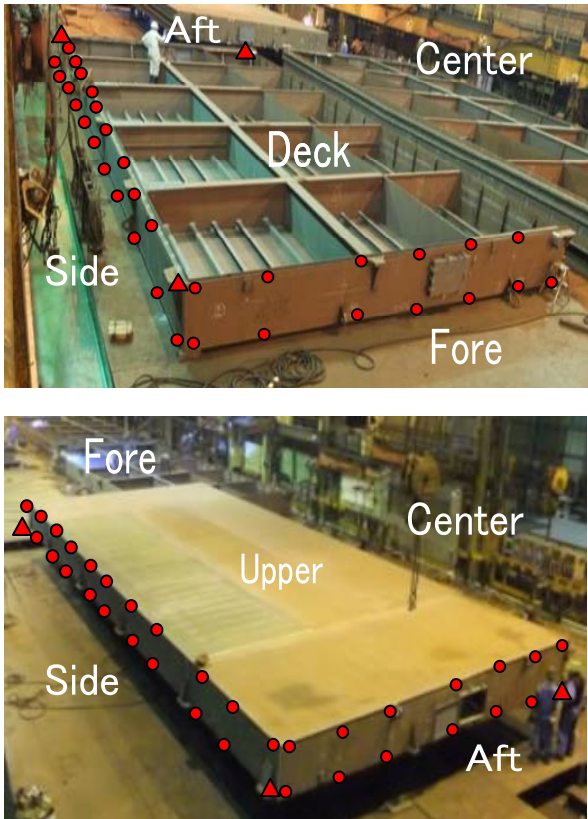 Aft
Center
Deck
Side
Fore
Fore
Center
Upper
Side
Aft